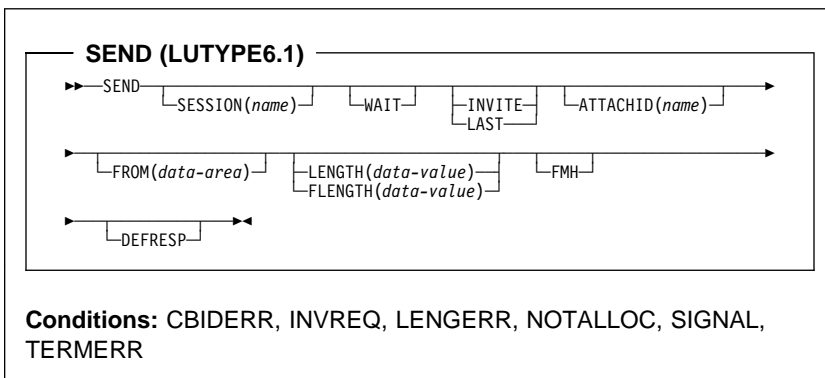 SEND (LUTYPE6.1)
SEND SESSION(name) WAIT INVITE ATTACHID(name)
LAST
FROM(data-area) LENGTH(data-value) FMH
FLENGTH(data-value)
DEFRESP
Conditions: CBIDERR, INVREQ, LENGERR, NOTALLOC, SIGNAL,
TERMERR